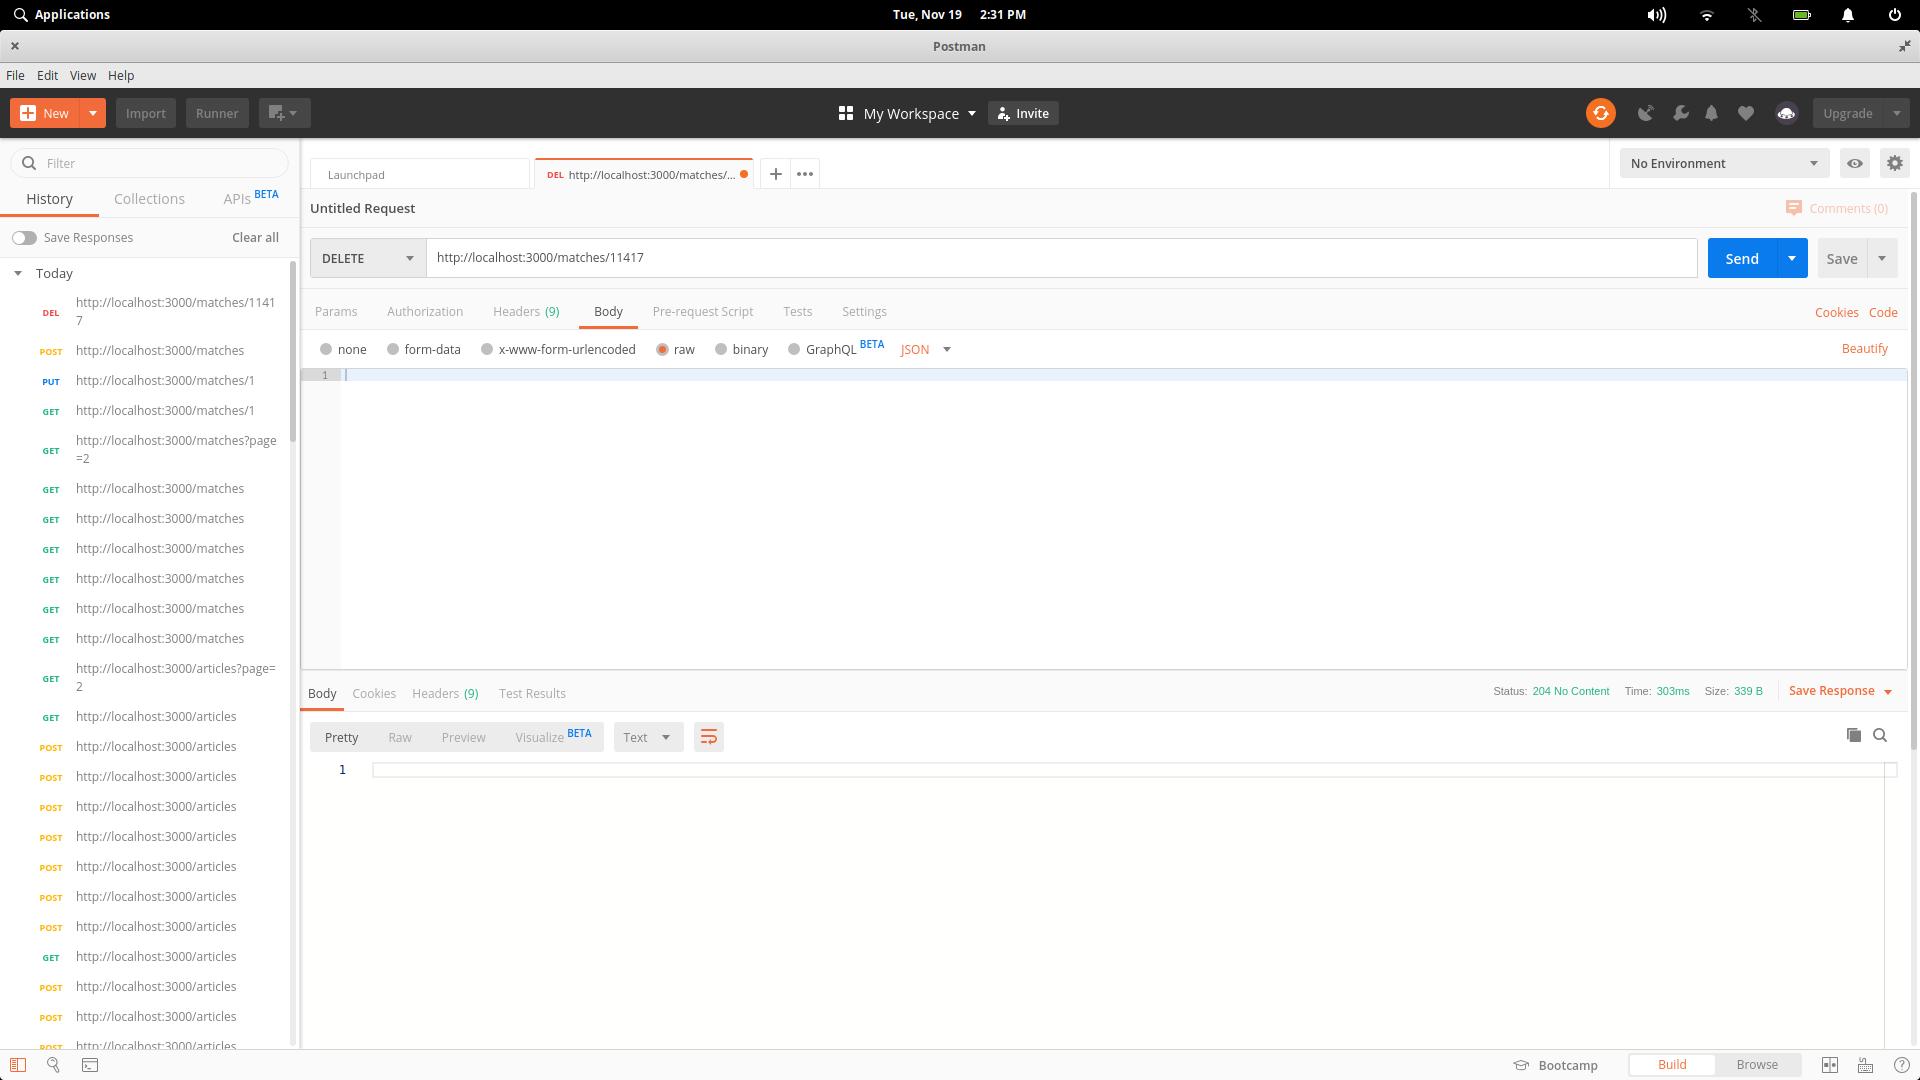 Applications
Tue, Nov 19 2:31 PM
Postman
File Edit View Help
New Import Runner My Workspace Invite Upgrade
Filter
Launchpad DEL http://localhost:3000/matches/... No Environment
History Collections APIs BETA
Untitled Request Comments (0)
Save Responses Clear all
DELETE http://localhost:3000/matches/11417 Send Save
Today
DEL http://localhost:3000/matches/1141
7
POST http://localhost:3000/matches
PUT http://localhost:3000/matches/1
GET http://localhost:3000/matches/1
GET http://localhost:3000/matches?page
=2
GET http://localhost:3000/matches
GET http://localhost:3000/matches
GET http://localhost:3000/matches
GET http://localhost:3000/matches
GET http://localhost:3000/matches
GET http://localhost:3000/matches
GET http://localhost:3000/articles?page=
2
GET http://localhost:3000/articles
POST http://localhost:3000/articles
POST http://localhost:3000/articles
POST http://localhost:3000/articles
POST http://localhost:3000/articles
POST http://localhost:3000/articles
POST http://localhost:3000/articles
POST http://localhost:3000/articles
GET http://localhost:3000/articles
POST http://localhost:3000/articles
POST http://localhost:3000/articles
POST http://localhost:3000/articles
Params Authorization Headers (9) Body Pre-request Script Tests Settings Cookies Code
none form-data x-www-form-urlencoded raw binary GraphQL BETA JSON Beautify
1
Body Cookies Headers (9) Test Results Status: 204 No Content Time: 303ms Size: 339 B Save Response
Pretty Raw Preview Visualize BETA Text
1
Bootcamp Build Browse